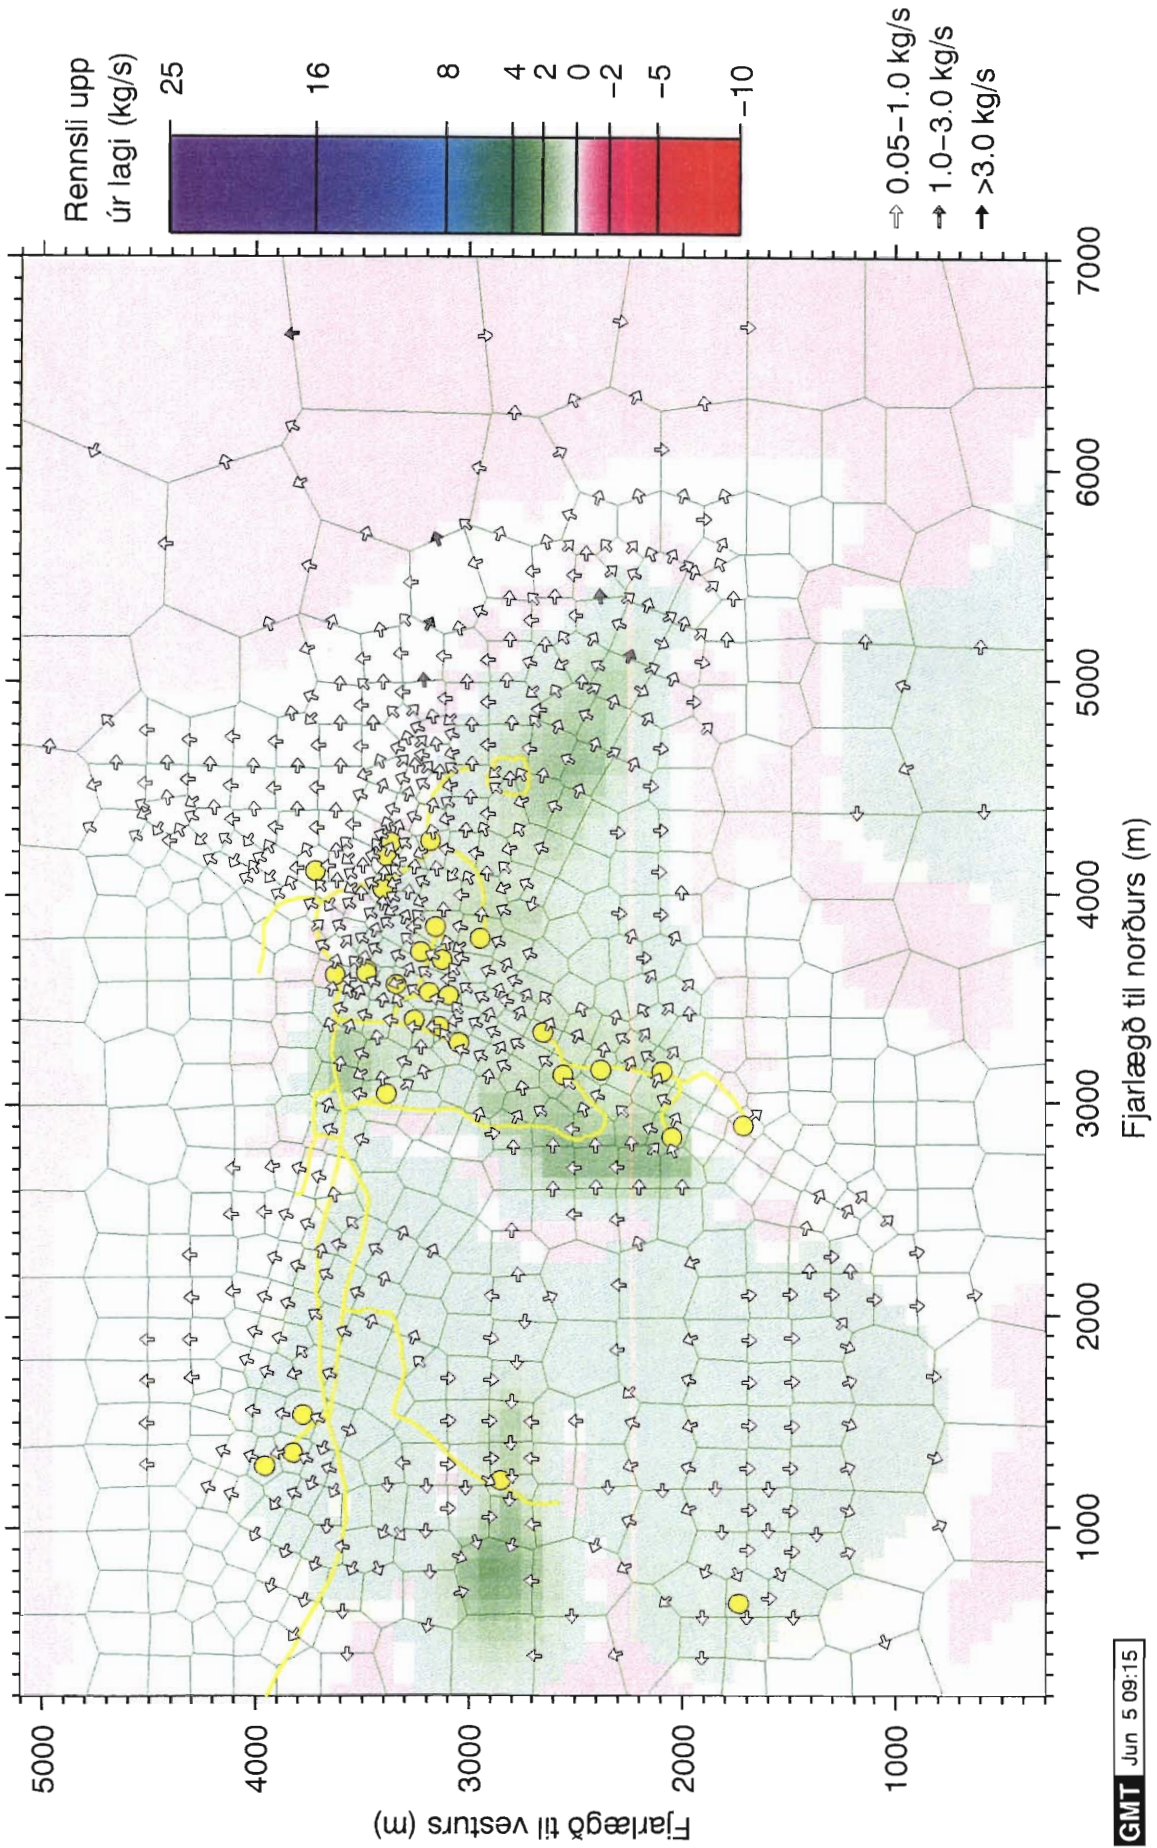 Rennsli upp
úr lagi (kg/s)
25
16
8
4
2
0
−2
−5
−10
0.05−1.0 kg/s
1.0−3.0 kg/s
>3.0 kg/s
5000
4000
3000
2000
1000
Fjarlægð til vesturs (m)
1000
2000
3000
4000
5000
6000
7000
Fjarlægð til norðurs (m)
GMT Jun 5 09:15